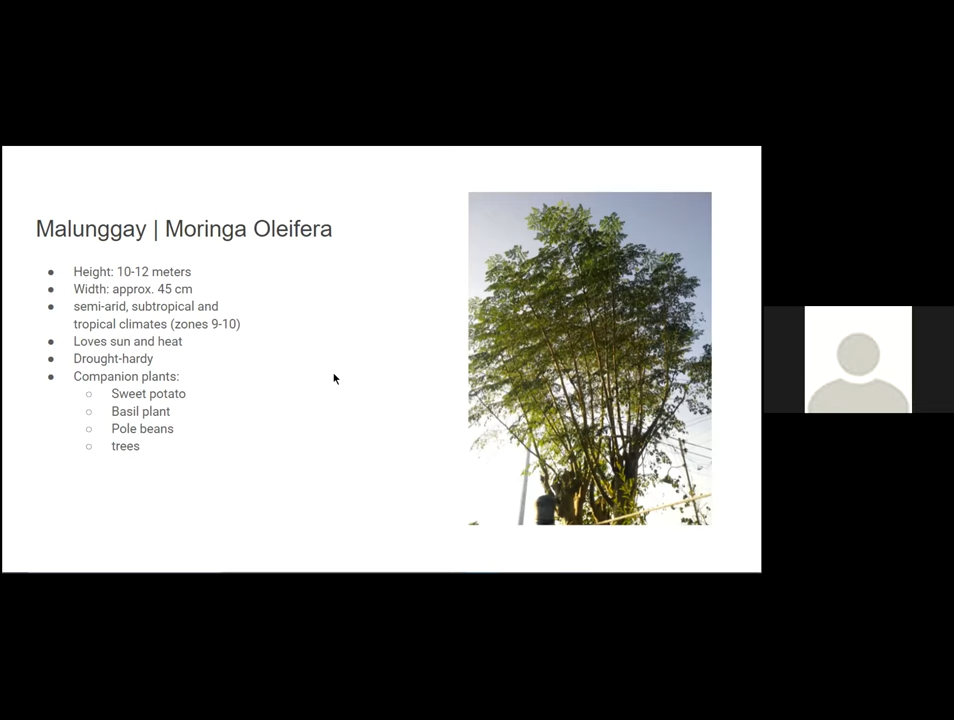 Malunggay | Moringa Oleifera
● Height: 10-12 meters
● Width: approx. 45 cm
● semi-arid, subtropical and
tropical climates (zones 9-10)
● Loves sun and heat
● Drought-hardy
● Companion plants:
○ Sweet potato
○ Basil plant
○ Pole beans
○ trees